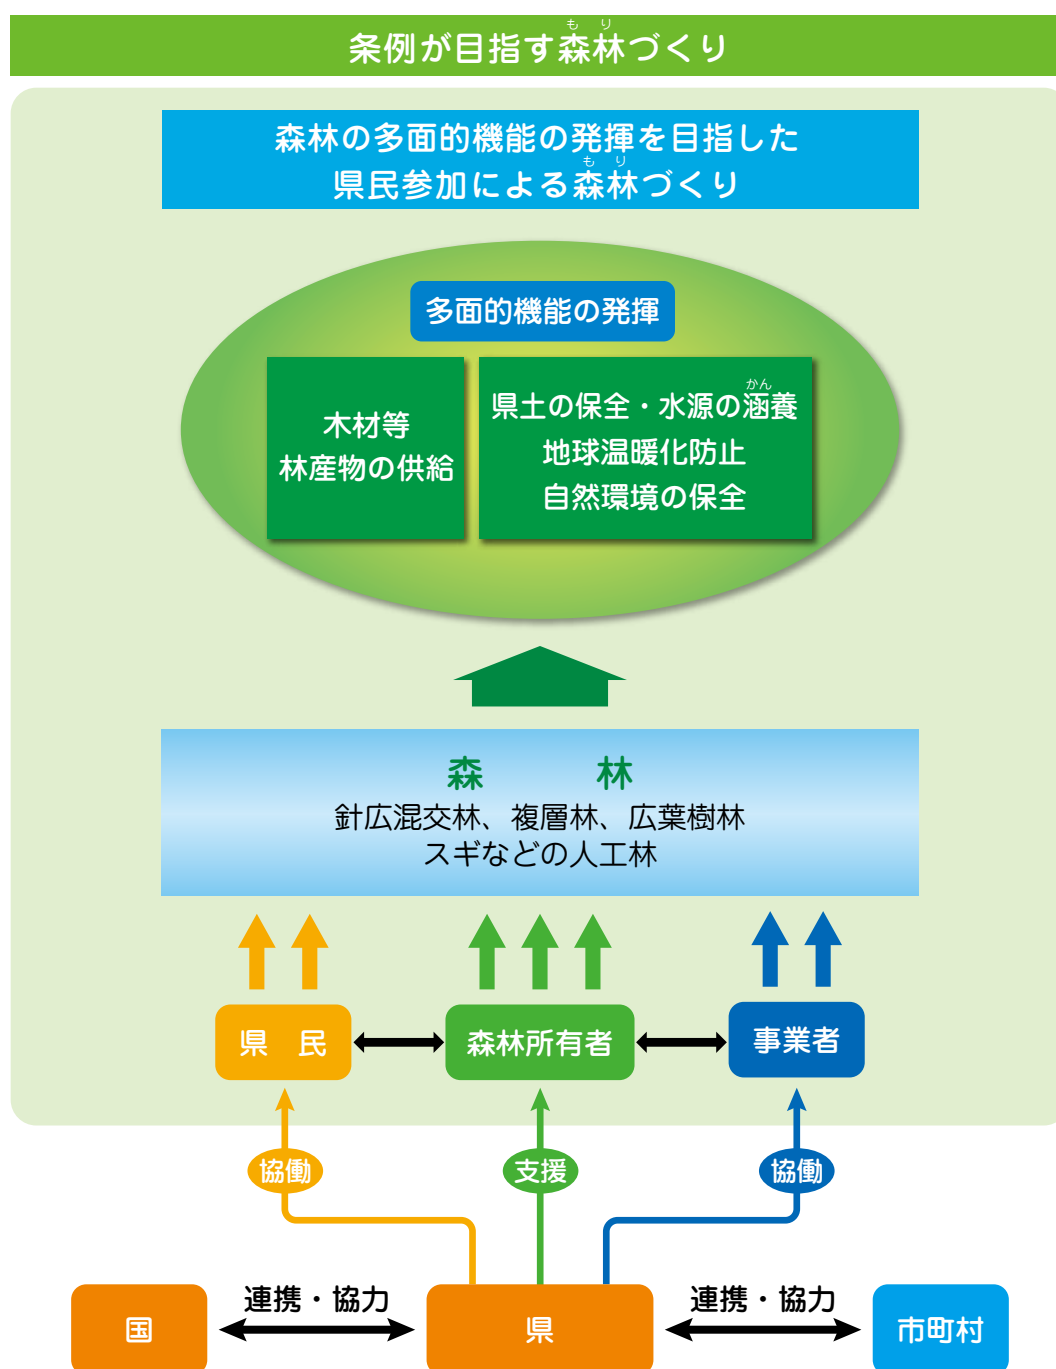 条例が目指す森林づくり
もり
森林の多面的機能の発揮を目指した
県民参加による森林づくり
もり
多面的機能の発揮
木材等
林産物の供給
県土の保全・水源の涵養
かん
地球温暖化防止
自然環境の保全
森　林
針広混交林、複層林、広葉樹林
スギなどの人工林
県　民
森林所有者
事業者
協働
支援
協働
連携・協力
連携・協力
国
県
市町村